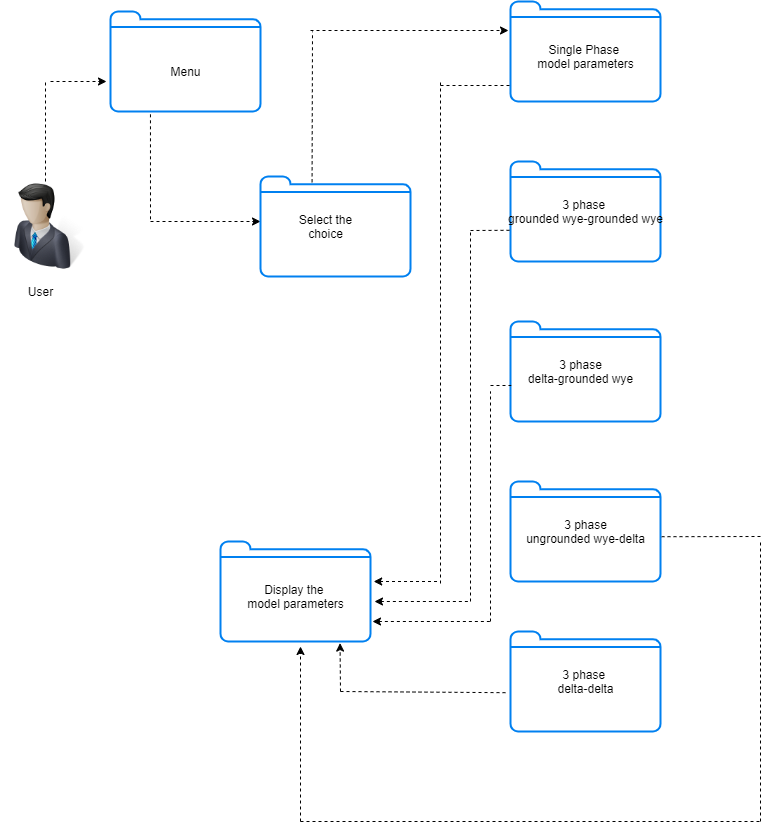 Menu
Single Phase
model parameters
Select the
choice
3 phase
grounded wye-grounded wye
User
3 phase
delta-grounded wye
3 phase
ungrounded wye-delta
Display the
model parameters
3 phase
delta-delta